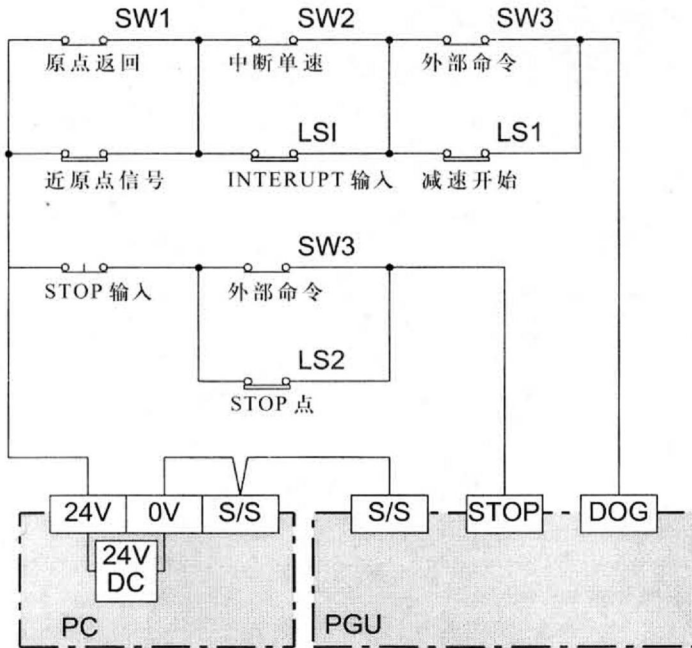 SW1 SW2 SW3
原点返回 中断单速 外部命令
LSI LS1
近原点信号 INTERUPT 输入 减速开始
SW3
STOP 输入 外部命令
LS2
STOP 点
24V 0V S/S S/S STOP DOG
24V
DC
PC PGU